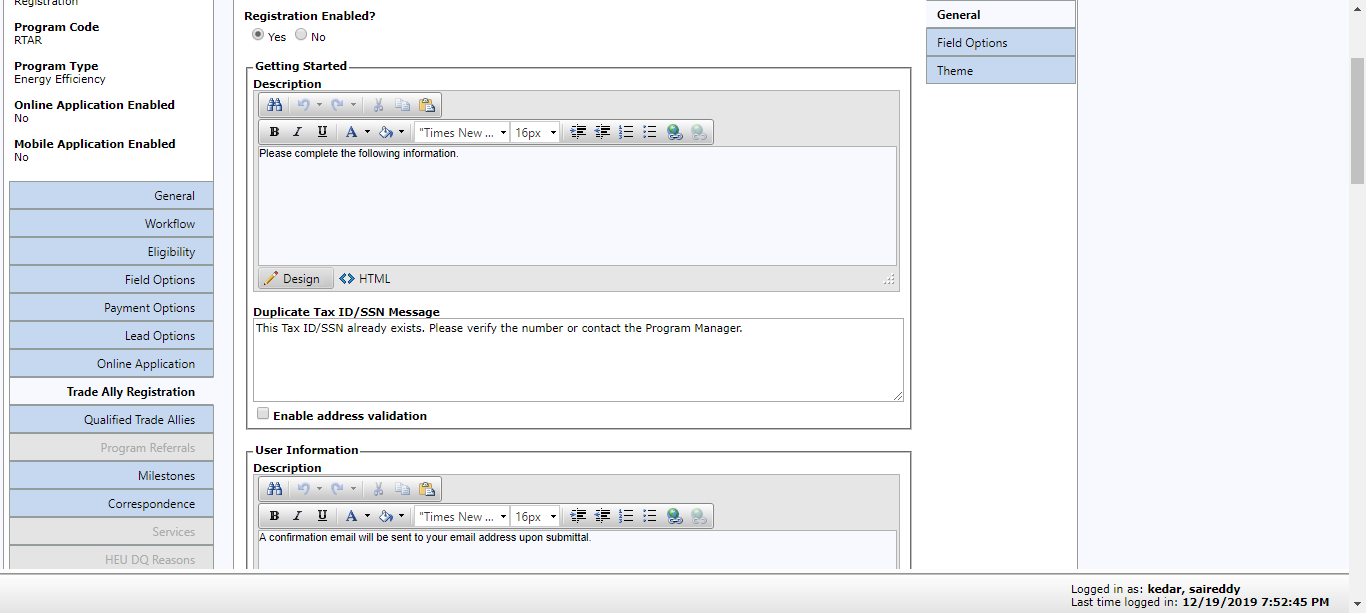 Registration
Program Code
RTAR
Program Type
Energy Efficiency
Online Application Enabled
No
Mobile Application Enabled
No
General
Workflow
Eligibility
Field Options
Payment Options
Lead Options
Online Application
Trade Ally Registration
Qualified Trade Allies
Program Referrals
Milestones
Correspondence
Services
HEU DQ Reasons
Registration Enabled?
Yes No
Getting Started
Description
B I U A "Times New ... 16px
Please complete the following information.
Design HTML
Duplicate Tax ID/SSN Message
This Tax ID/SSN already exists. Please verify the number or contact the Program Manager.
Enable address validation
User Information
Description
B I U A "Times New ... 16px
A confirmation email will be sent to your email address upon submittal.
General
Field Options
Theme
Logged in as: kedar, saireddy
Last time logged in: 12/19/2019 7:52:45 PM